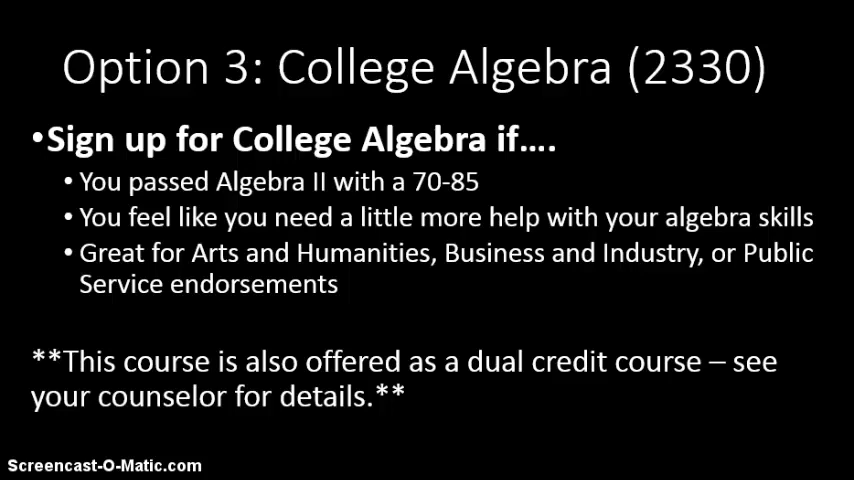 Option 3: College Algebra (2330)
•Sign up for College Algebra if....
• You passed Algebra II with a 70-85
• You feel like you need a little more help with your algebra skills
• Great for Arts and Humanities, Business and Industry, or Public
Service endorsements
**This course is also offered as a dual credit course – see
your counselor for details.**
Screencast-O-Matic.com